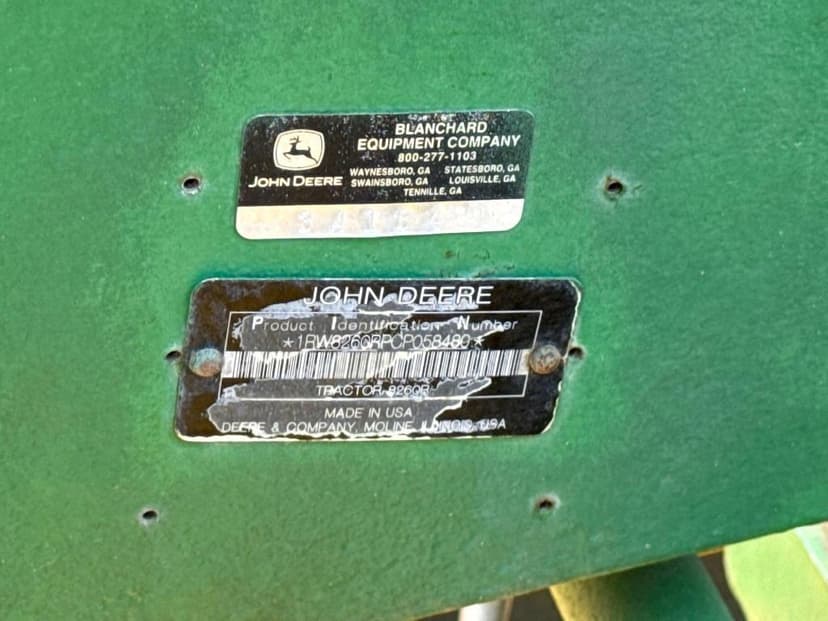 BLANCHARD
EQUIPMENT COMPANY
800-277-1103
JOHN DEERE
WAYNESBORO, GA STATESBORO, GA
SWAINSBORO, GA LOUISVILLE, GA
TENNILLE, GA
JOHN DEERE
Product Identification Number
*1RW8260RPCP058480*
TRACTOR 8260R
MADE IN USA
DEERE & COMPANY, MOLINE, ILLINOIS, USA